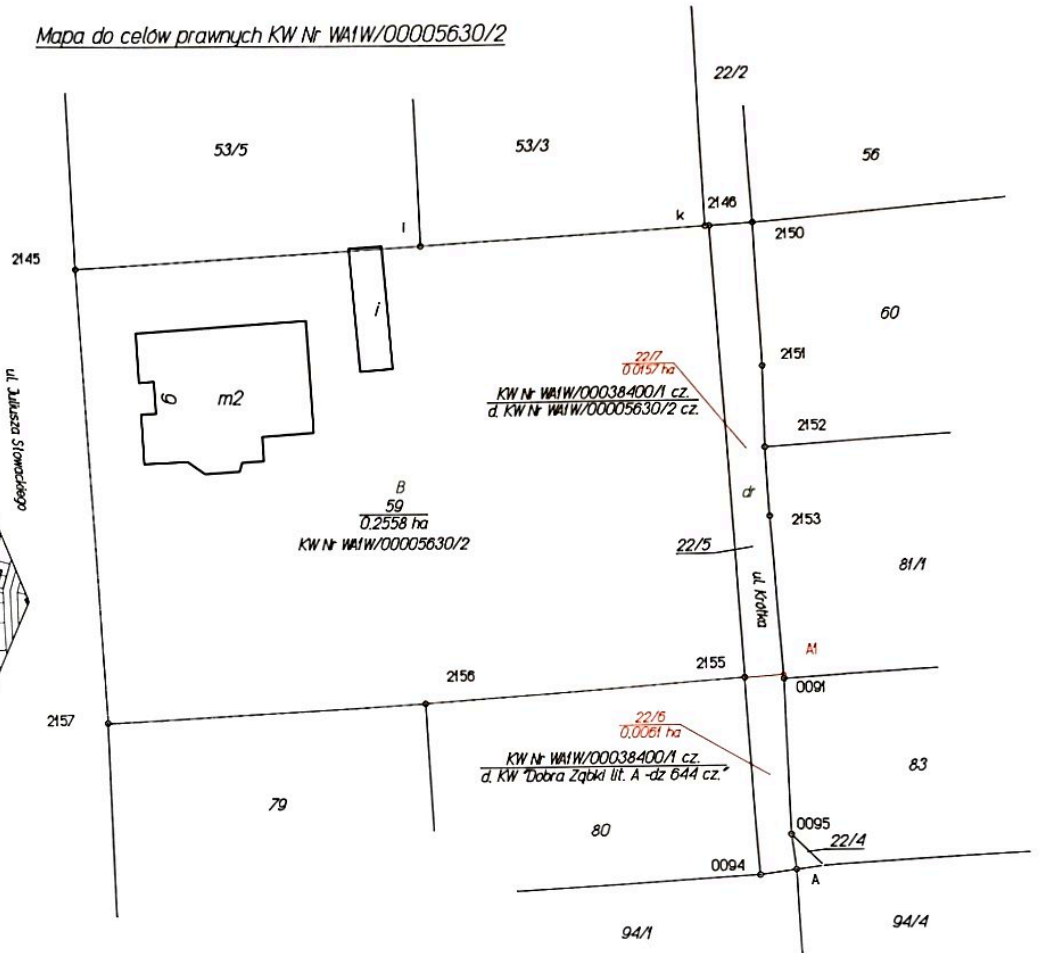 Mapa do celów prawnych KW Nr WA1W/00005630/2
22/2
53/5
53/3
56
2146
k
l
2150
2145
i
60
2151
22/7
0.0157 ha
KW Nr WA1W/00038400/1 cz.
d. KW Nr WA1W/00005630/2 cz.
ul. Juliusza Słowackiego
g
m2
2152
B
59
0.2558 ha
KW Nr WA1W/00005630/2
dr
2153
22/5
81/1
ul. Krótka
A1
2155
0091
2156
2157
22/6
0.0061 ha
KW Nr WA1W/00038400/1 cz.
d. KW "Dobra Ząbki lit. A -dz 644 cz."
83
79
80
0095
22/4
0094
A
94/1
94/4